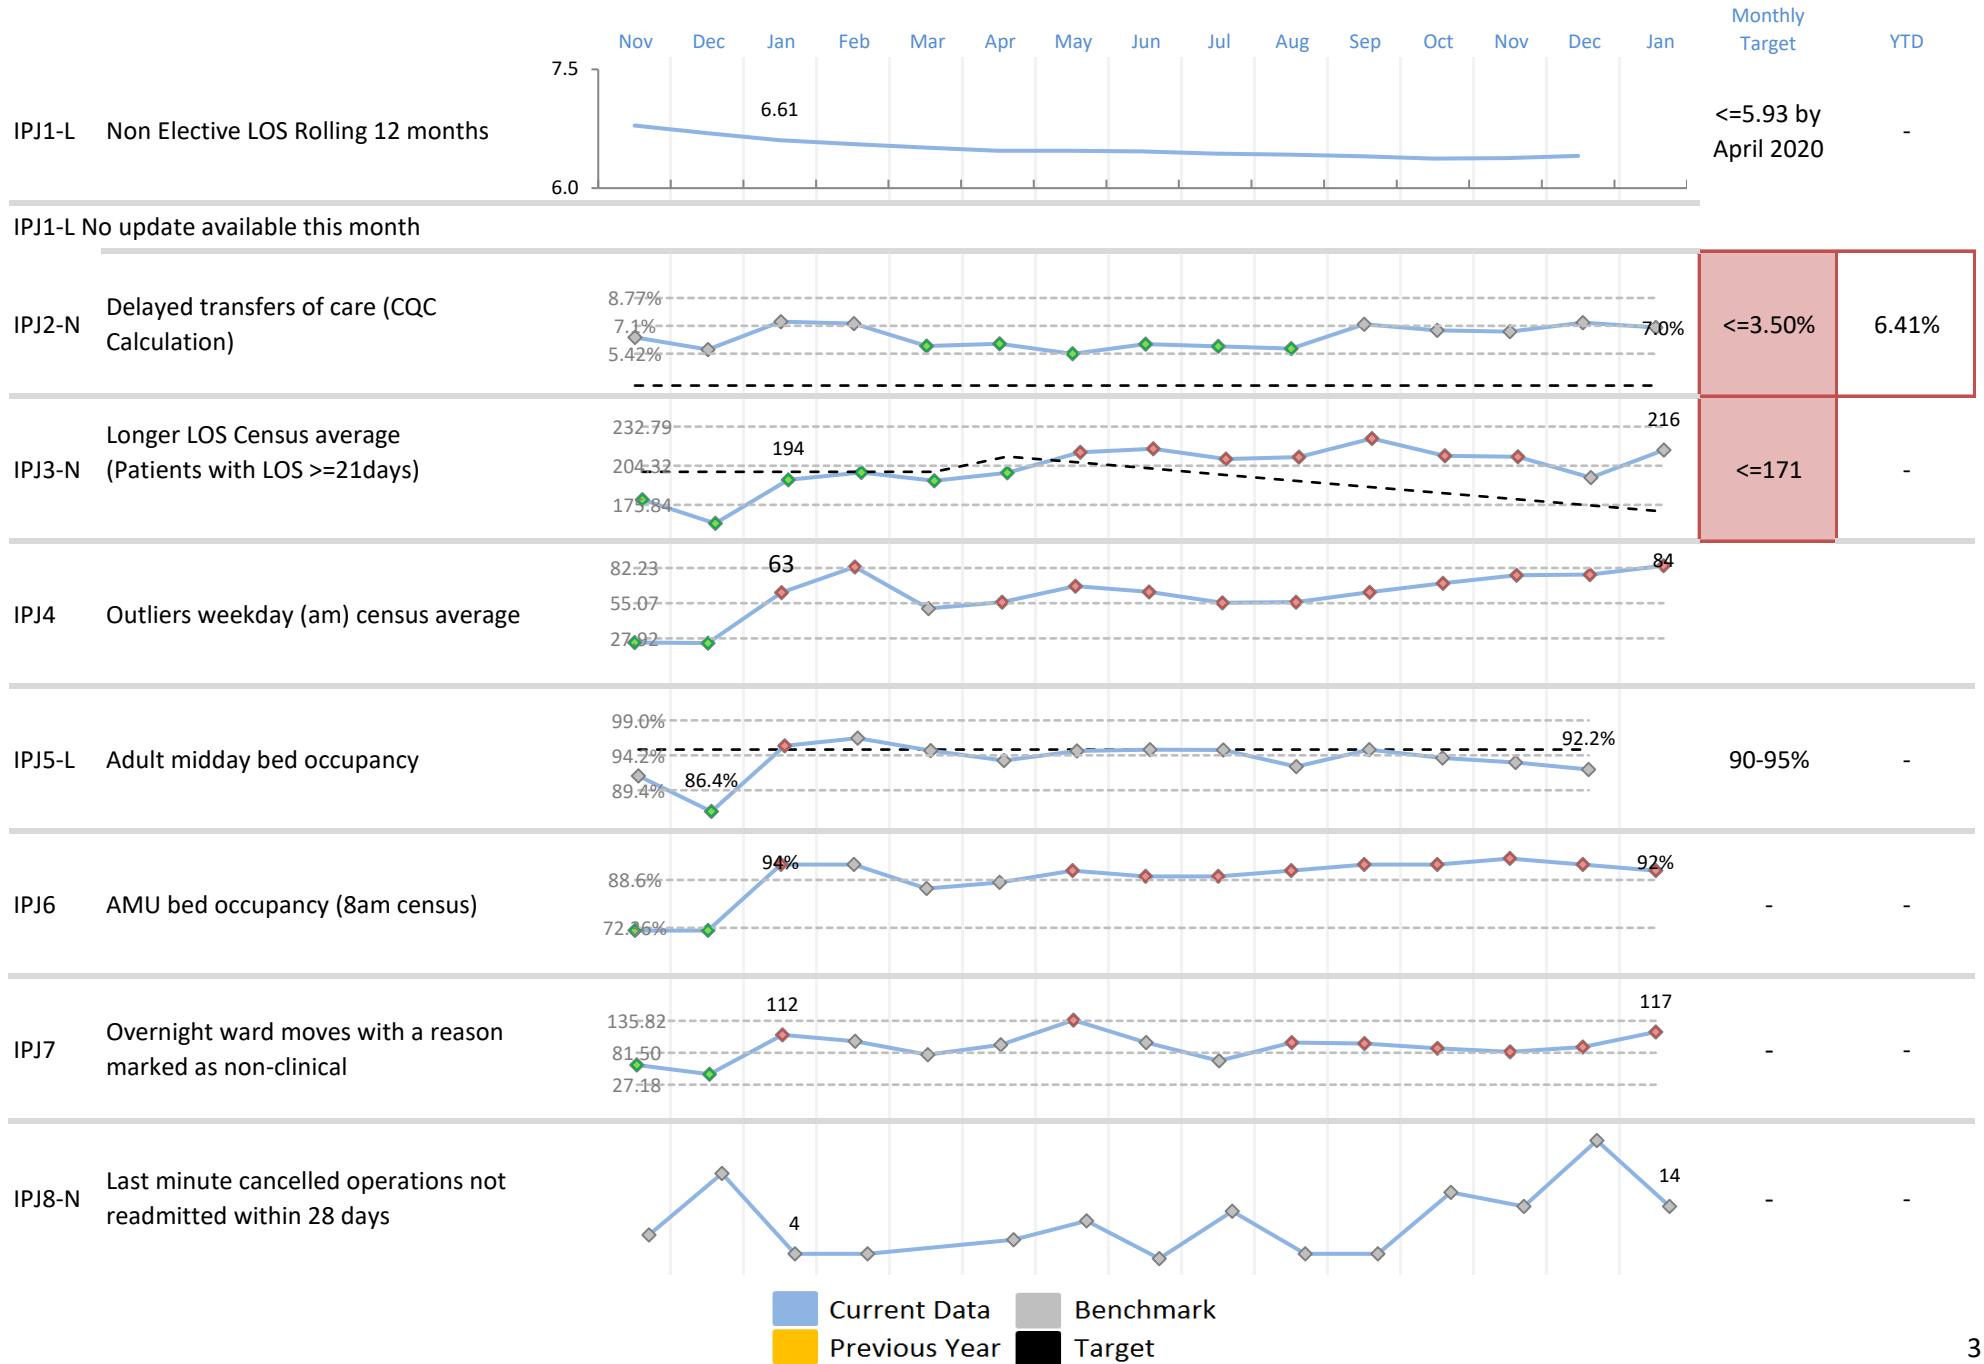 Monthly
Nov Dec Jan Feb Mar Apr May Jun Jul Aug Sep Oct Nov Dec Jan Target YTD
7.5
6.61
IPJ1-L Non Elective LOS Rolling 12 months
<=5.93 by
April 2020
-
6.0
IPJ1-L No update available this month
IPJ2-N
Delayed transfers of care (CQC
Calculation)
8.77%
7.1%
5.42%
7.0%
<=3.50%
6.41%
IPJ3-N
Longer LOS Census average
(Patients with LOS >=21days)
232.79
204.32
175.84
194
216
<=171
-
IPJ4 Outliers weekday (am) census average
82.23
55.07
27.92
63
84
IPJ5-L Adult midday bed occupancy
99.0%
94.2%
89.4%
86.4%
92.2%
90-95%
-
IPJ6 AMU bed occupancy (8am census)
88.6%
72.36%
94%
92%
-
-
IPJ7
Overnight ward moves with a reason
marked as non-clinical
135.82
81.50
27.18
112
117
-
-
IPJ8-N
Last minute cancelled operations not
readmitted within 28 days
4
14
-
-
Current Data Benchmark
Previous Year Target
3